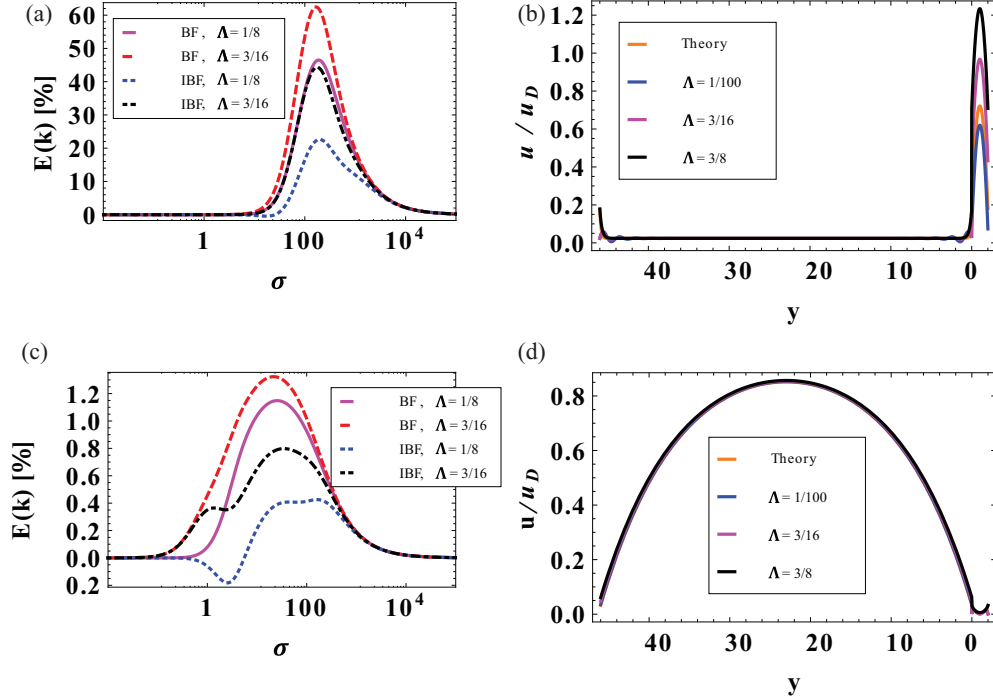 (a)
E(k) [%]
60
50
40
30
20
10
0
BF , Λ = 1/8
BF , Λ = 3/16
IBF, Λ = 1/8
IBF, Λ = 3/16
1
100
10^4
σ
(b)
u / u_D
1.2
1.0
0.8
0.6
0.4
0.2
0.0
Theory
Λ = 1/100
Λ = 3/16
Λ = 3/8
40
30
20
10
0
y
(c)
E(k) [%]
1.2
1.0
0.8
0.6
0.4
0.2
0.0
0.2
BF , Λ = 1/8
BF , Λ = 3/16
IBF, Λ = 1/8
IBF, Λ = 3/16
1
100
10^4
σ
(d)
u/u_D
0.8
0.6
0.4
0.2
0.0
Theory
Λ = 1/100
Λ = 3/16
Λ = 3/8
40
30
20
10
0
y